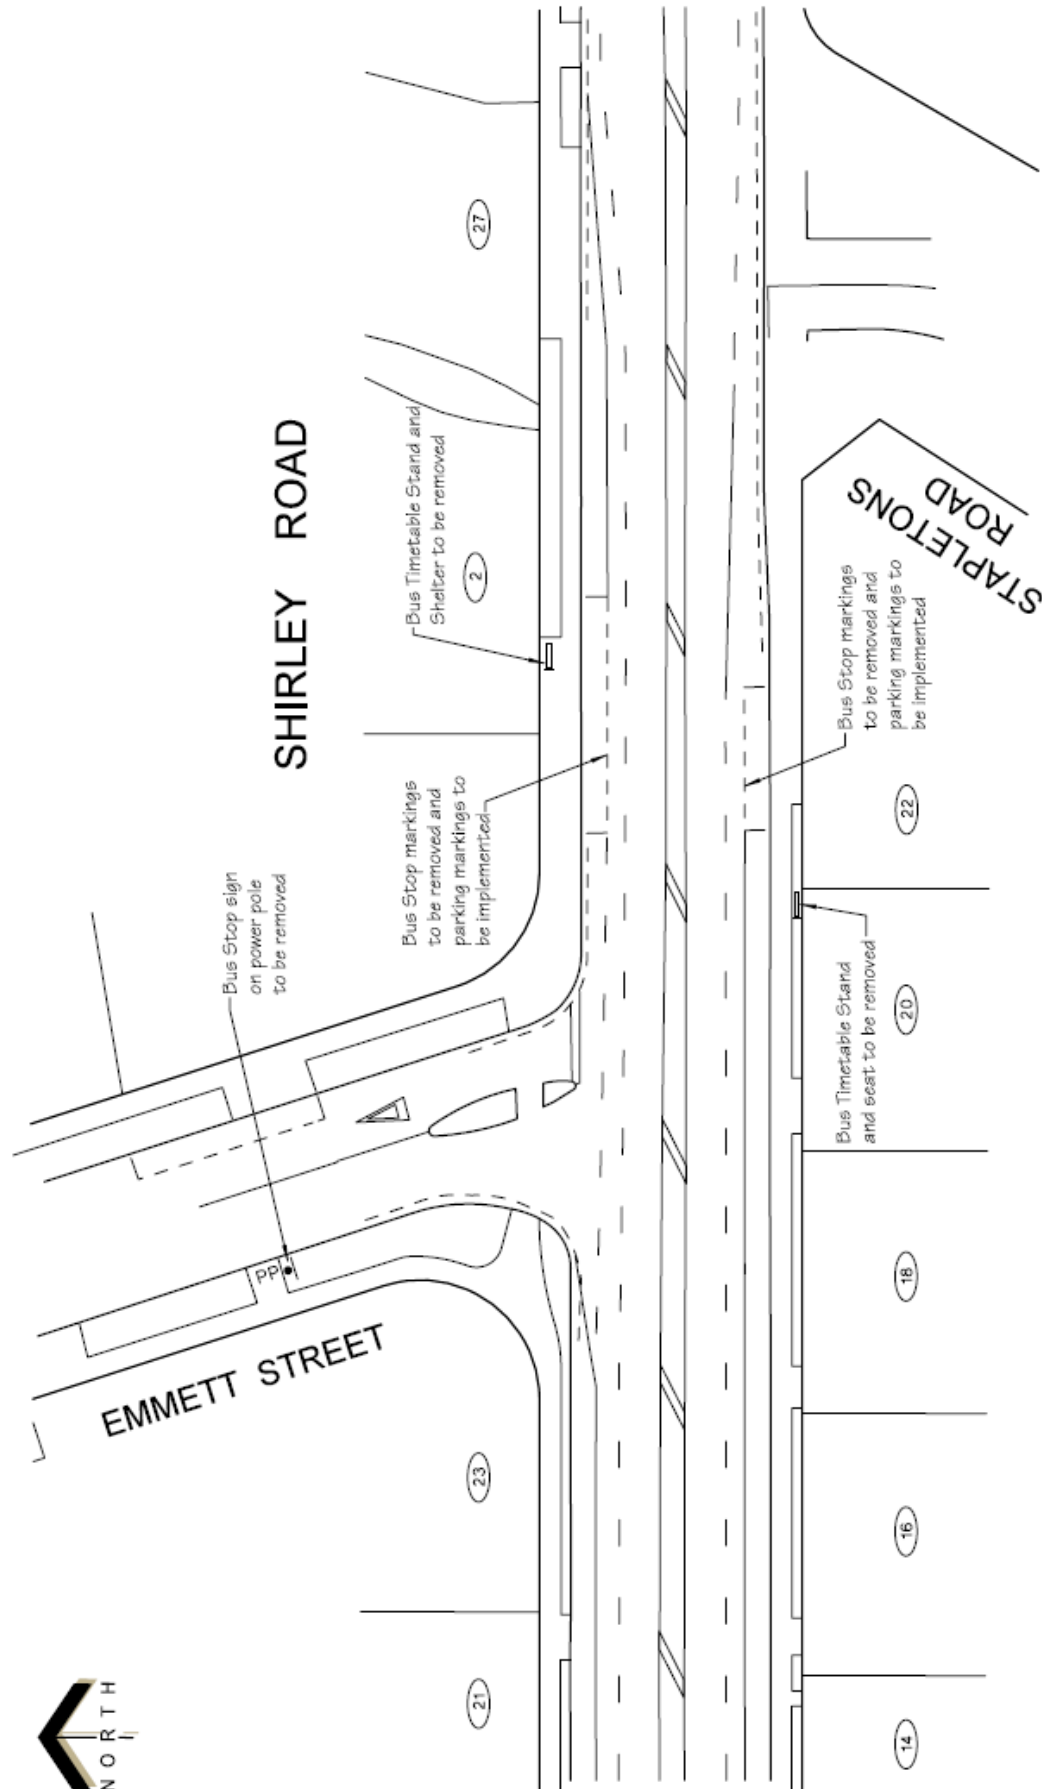 SHIRLEY ROAD
27
2
Bus Timetable Stand and
Shelter to be removed
Bus Stop markings
to be removed and
parking markings to
be implemented
Bus Stop sign
on power pole
to be removed
PP
EMMETT STREET
23
21
NORTH
STAPLETONS
ROAD
Bus Stop markings
to be removed and
parking markings to
be implemented
22
Bus Timetable Stand
and seat to be removed
20
18
16
14